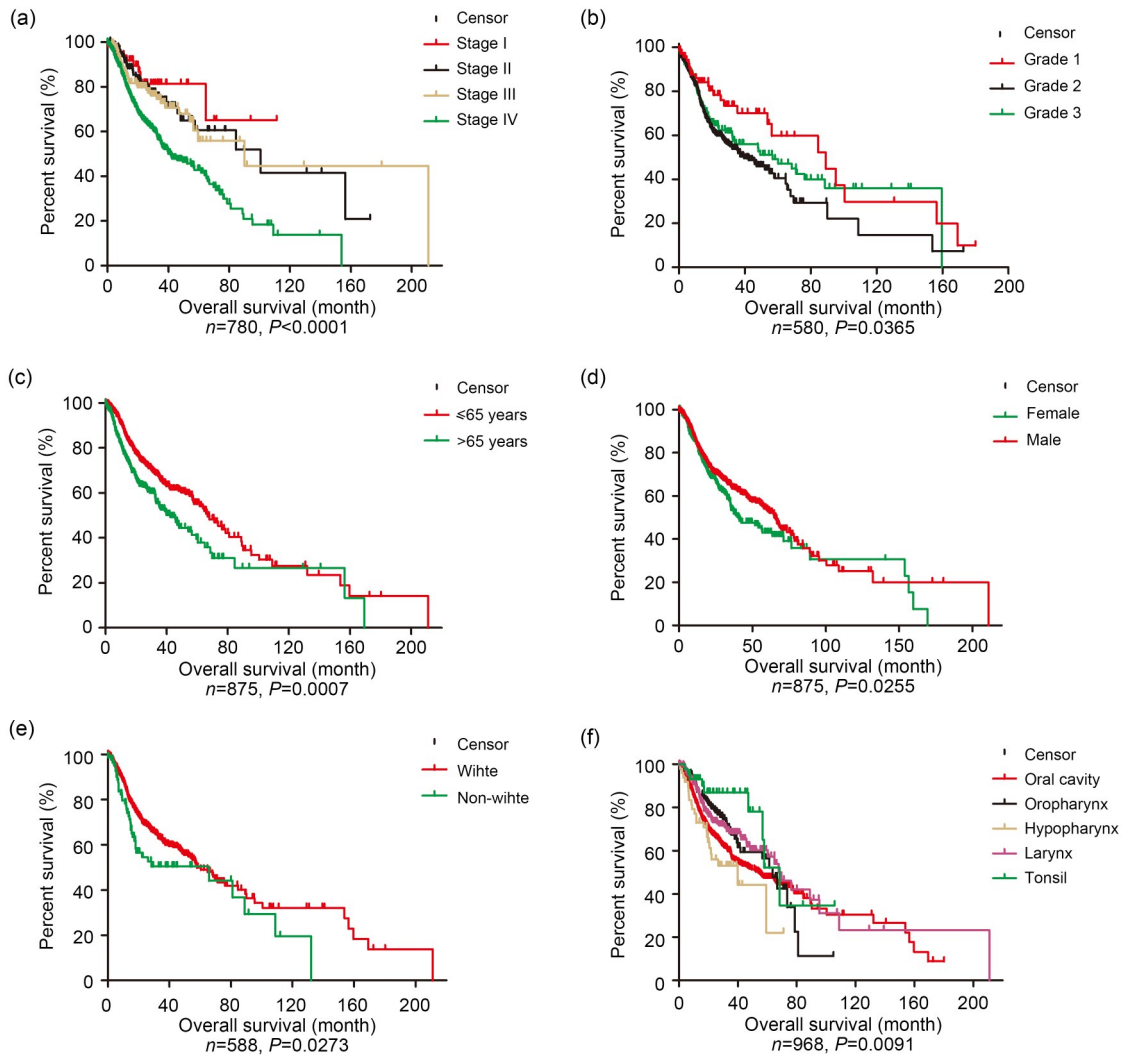 (a)
Censor
Stage I
Stage II
Stage III
Stage IV
Percent survival (%)
100
80
60
40
20
0
0 40 80 120 160 200
Overall survival (month)
n=780, P<0.0001
(b)
Censor
Grade 1
Grade 2
Grade 3
Percent survival (%)
100
80
60
40
20
0
0 40 80 120 160 200
Overall survival (month)
n=580, P=0.0365
(c)
Censor
≤65 years
>65 years
Percent survival (%)
100
80
60
40
20
0
0 40 80 120 160 200
Overall survival (month)
n=875, P=0.0007
(d)
Censor
Female
Male
Percent survival (%)
100
80
60
40
20
0
0 50 100 150 200
Overall survival (month)
n=875, P=0.0255
(e)
Censor
Wihte
Non-wihte
Percent survival (%)
100
80
60
40
20
0
0 40 80 120 160 200
Overall survival (month)
n=588, P=0.0273
(f)
Censor
Oral cavity
Oropharynx
Hypopharynx
Larynx
Tonsil
Percent survival (%)
100
80
60
40
20
0
0 40 80 120 160 200
Overall survival (month)
n=968, P=0.0091